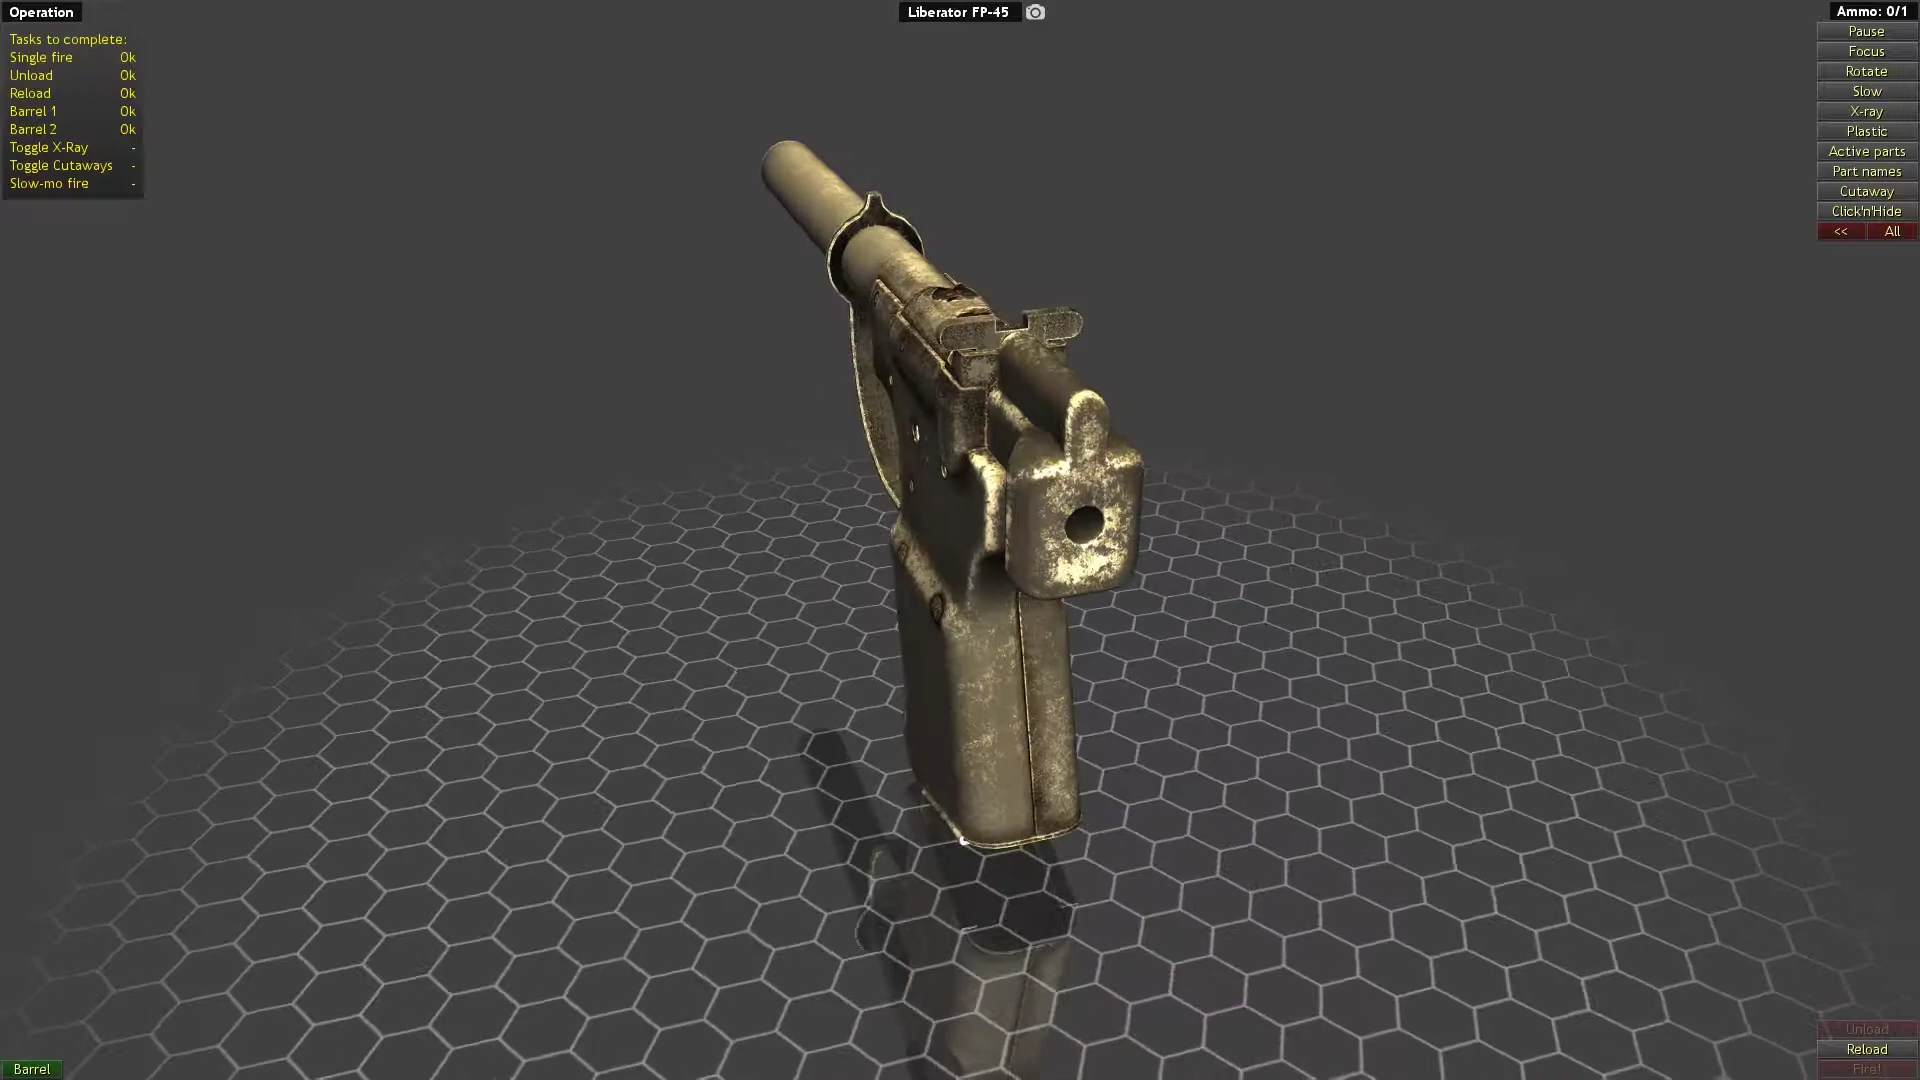 Operation
Liberator FP-45
Ammo: 0/1
Tasks to complete:
Single fire Ok
Unload Ok
Reload Ok
Barrel 1 Ok
Barrel 2 Ok
Toggle X-Ray -
Toggle Cutaways -
Slow-mo fire -
Pause
Focus
Rotate
Slow
X-ray
Plastic
Active parts
Part names
Cutaway
Click'n'Hide
<< All
Unload
Reload
Fire!
Barrel